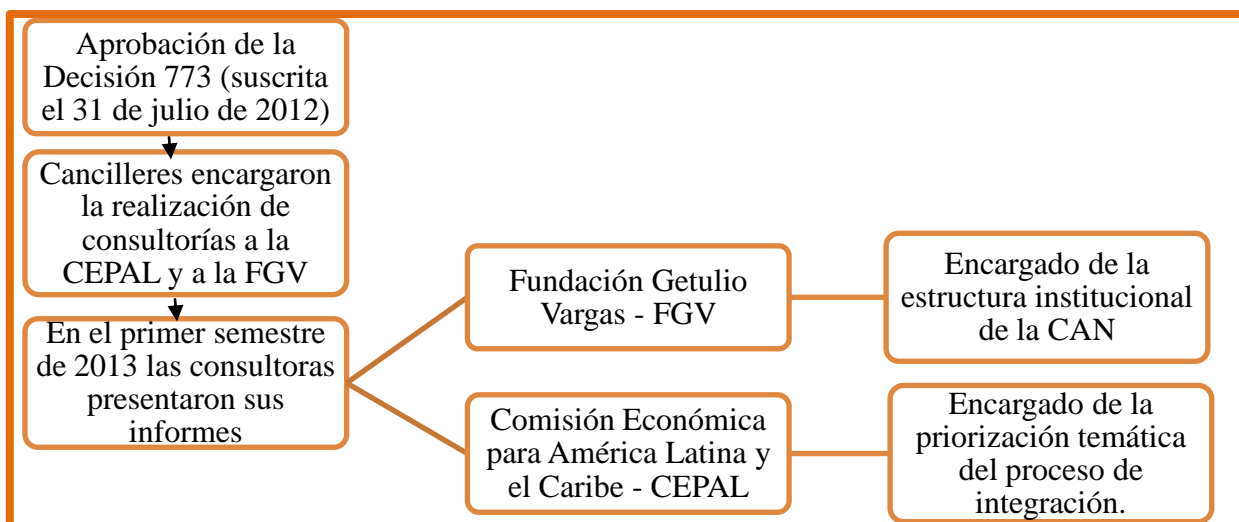 Aprobación de la
Decisión 773 (suscrita
el 31 de julio de 2012)
Cancilleres encargaron
la realización de
consultorías a la
CEPAL y a la FGV
En el primer semestre
de 2013 las consultoras
presentaron sus
informes
Fundación Getulio
Vargas - FGV
Encargado de la
estructura institucional
de la CAN
Comisión Económica
para América Latina y
el Caribe - CEPAL
Encargado de la
priorización temática
del proceso de
integración.